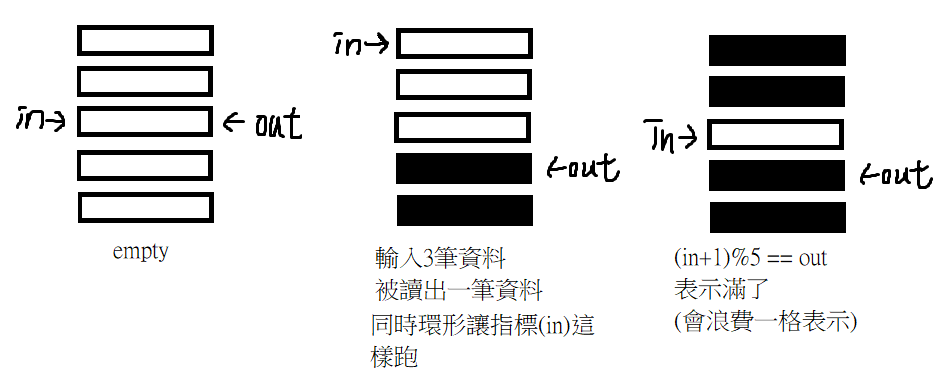 in→ ←out
empty
in→ ←out
輸入3筆資料
被讀出一筆資料
同時環形讓指標(in)這
樣跑
in→ ←out
(in+1)%5 == out
表示滿了
(會浪費一格表示)